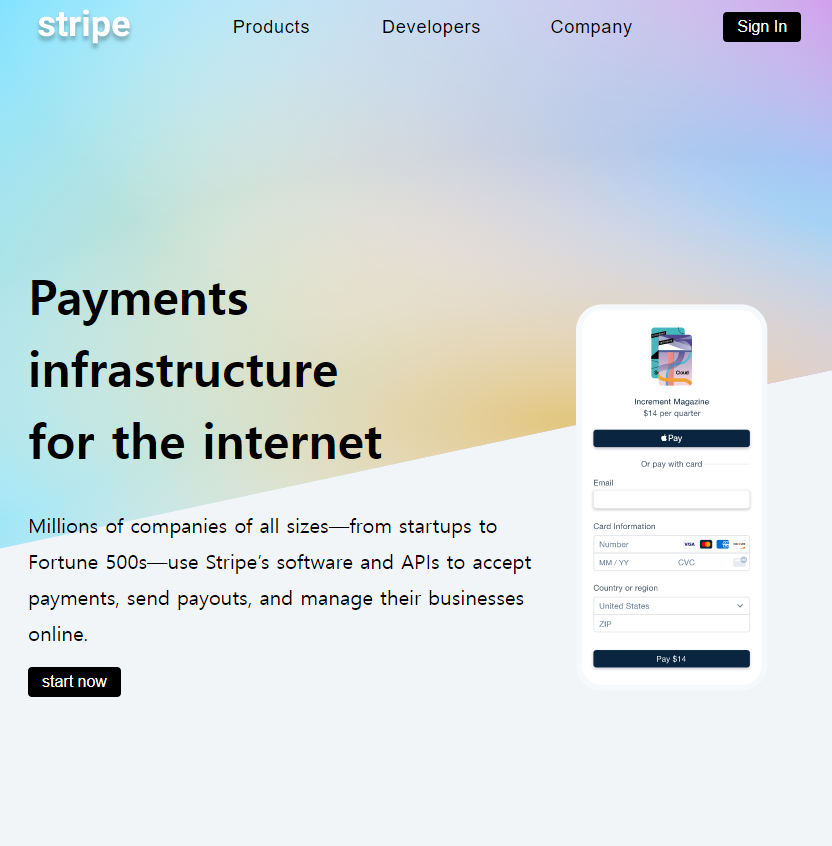 stripe
Products
Developers
Company
Sign In
Payments
infrastructure
for the internet
Millions of companies of all sizes—from startups to
Fortune 500s—use Stripe’s software and APIs to accept
payments, send payouts, and manage their businesses
online.
start now
Cloud
Increment Magazine
$14 per quarter
Pay
Or pay with card
Email
Card Information
Number
VISA
MM / YY
CVC
Country or region
United States
ZIP
Pay $14